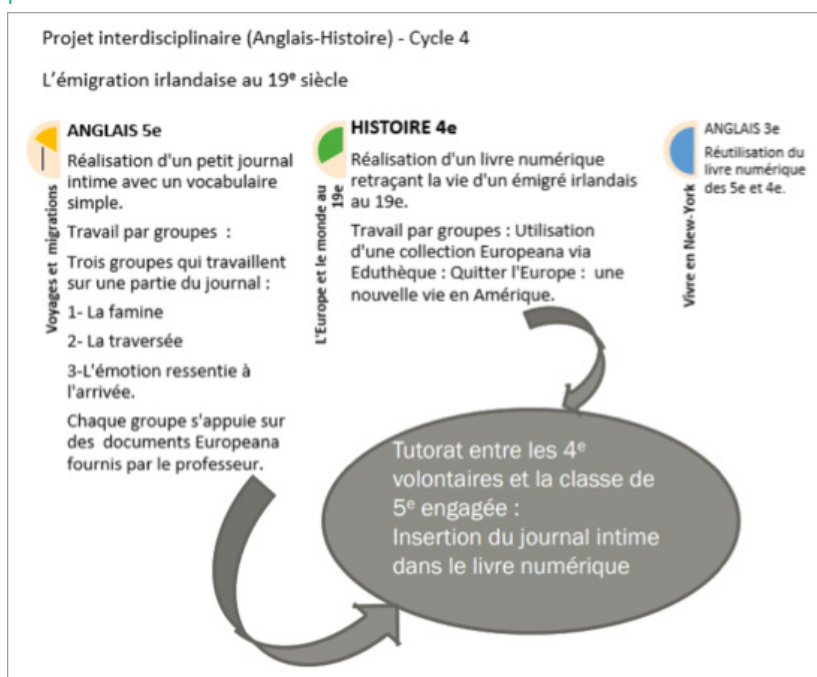 Projet interdisciplinaire (Anglais-Histoire) - Cycle 4
L'émigration irlandaise au 19e siècle
ANGLAIS 5e
Réalisation d'un petit journal
intime avec un vocabulaire
simple.
Travail par groupes :
Trois groupes qui travaillent
sur une partie du journal :
1- La famine
2- La traversée
3-L'émotion ressentie à
l'arrivée.
Chaque groupe s'appuie sur
des documents Europeana
fournis par le professeur.
Voyages et migrations
HISTOIRE 4e
Réalisation d'un livre numérique
retraçant la vie d'un émigré irlandais
au 19e.
Travail par groupes : Utilisation
d'une collection Europeana via
Eduthèque : Quitter l'Europe : une
nouvelle vie en Amérique.
L'Europe et le monde au
19e
ANGLAIS 3e
Réutilisation du
livre numérique
des 5e et 4e.
Vivre en New-York
Tutorat entre les 4e
volontaires et la classe de
5e engagée :
Insertion du journal intime
dans le livre numérique